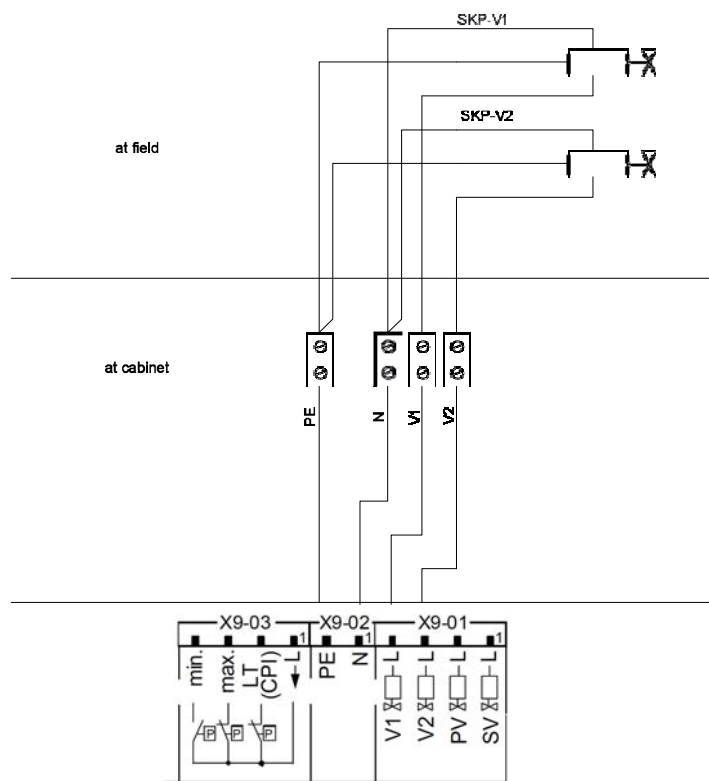 SKP-V1
SKP-V2
at field
at cabinet
PE
N
V1
V2
X9-03
X9-02
X9-01
1
1
1
min.
max.
LT
(CPI)
L
PE
N
L
L
L
L
V1
V2
PV
SV
P
P
P